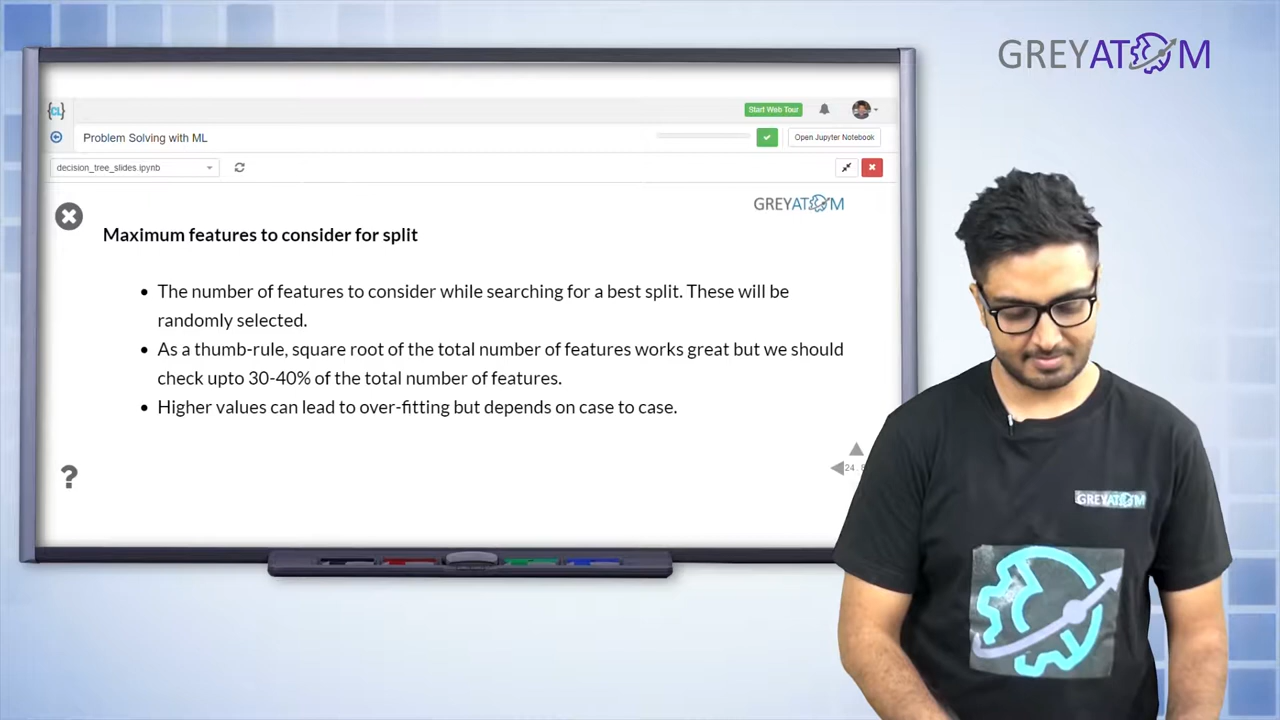 GREYATOM
{CL}
Start Web Tour
Problem Solving with ML
Open Jupyter Notebook
decision_tree_slides.ipynb
GREYATOM
Maximum features to consider for split
The number of features to consider while searching for a best split. These will be
randomly selected.
As a thumb-rule, square root of the total number of features works great but we should
check upto 30-40% of the total number of features.
Higher values can lead to over-fitting but depends on case to case.
?
24.
GREYATOM